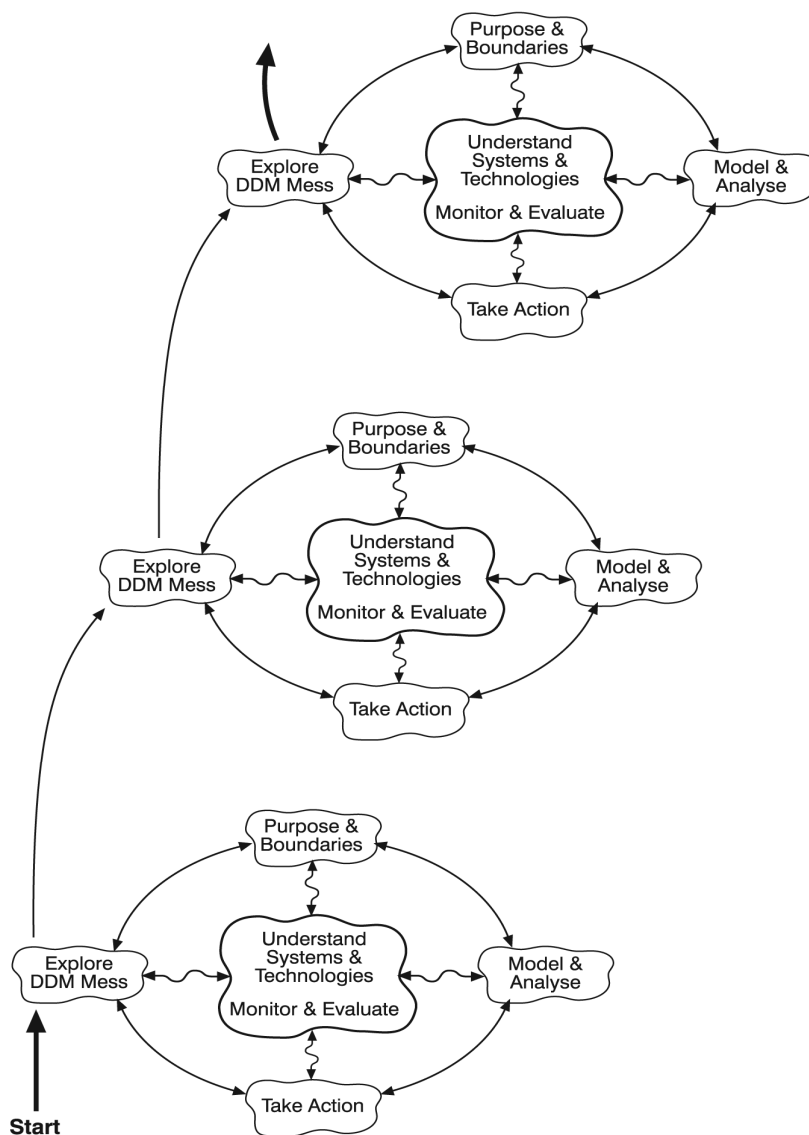 Purpose &
Boundaries
Explore
DDM Mess
Understand
Systems &
Technologies
Monitor & Evaluate
Model &
Analyse
Take Action
Purpose &
Boundaries
Explore
DDM Mess
Understand
Systems &
Technologies
Monitor & Evaluate
Model &
Analyse
Take Action
Purpose &
Boundaries
Explore
DDM Mess
Understand
Systems &
Technologies
Monitor & Evaluate
Model &
Analyse
Take Action
Start